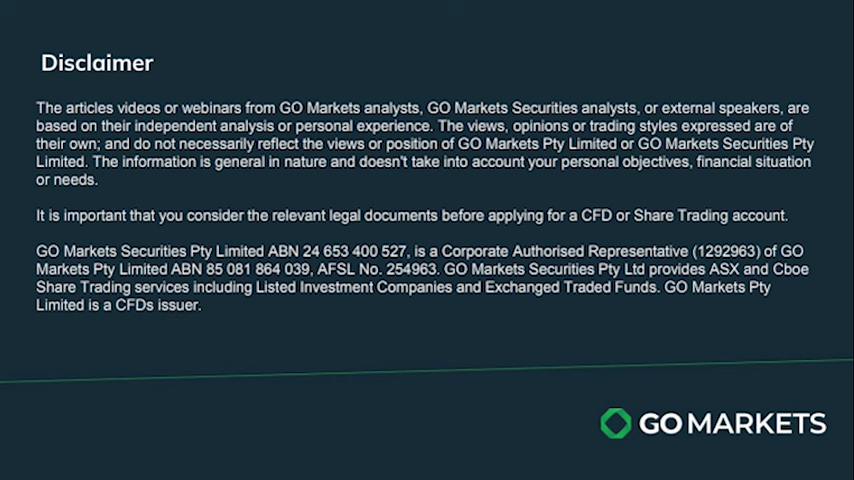 Disclaimer
The articles videos or webinars from GO Markets analysts, GO Markets Securities analysts, or external speakers, are
based on their independent analysis or personal experience. The views, opinions or trading styles expressed are of
their own; and do not necessarily reflect the views or position of GO Markets Pty Limited or GO Markets Securities Pty
Limited. The information is general in nature and doesn't take into account your personal objectives, financial situation
or needs.
It is important that you consider the relevant legal documents before applying for a CFD or Share Trading account.
GO Markets Securities Pty Limited ABN 24 653 400 527, is a Corporate Authorised Representative (1292963) of GO
Markets Pty Limited ABN 85 081 864 039, AFSL No. 254963. GO Markets Securities Pty Ltd provides ASX and Cboe
Share Trading services including Listed Investment Companies and Exchanged Traded Funds. GO Markets Pty
Limited is a CFDs issuer.
GO MARKETS